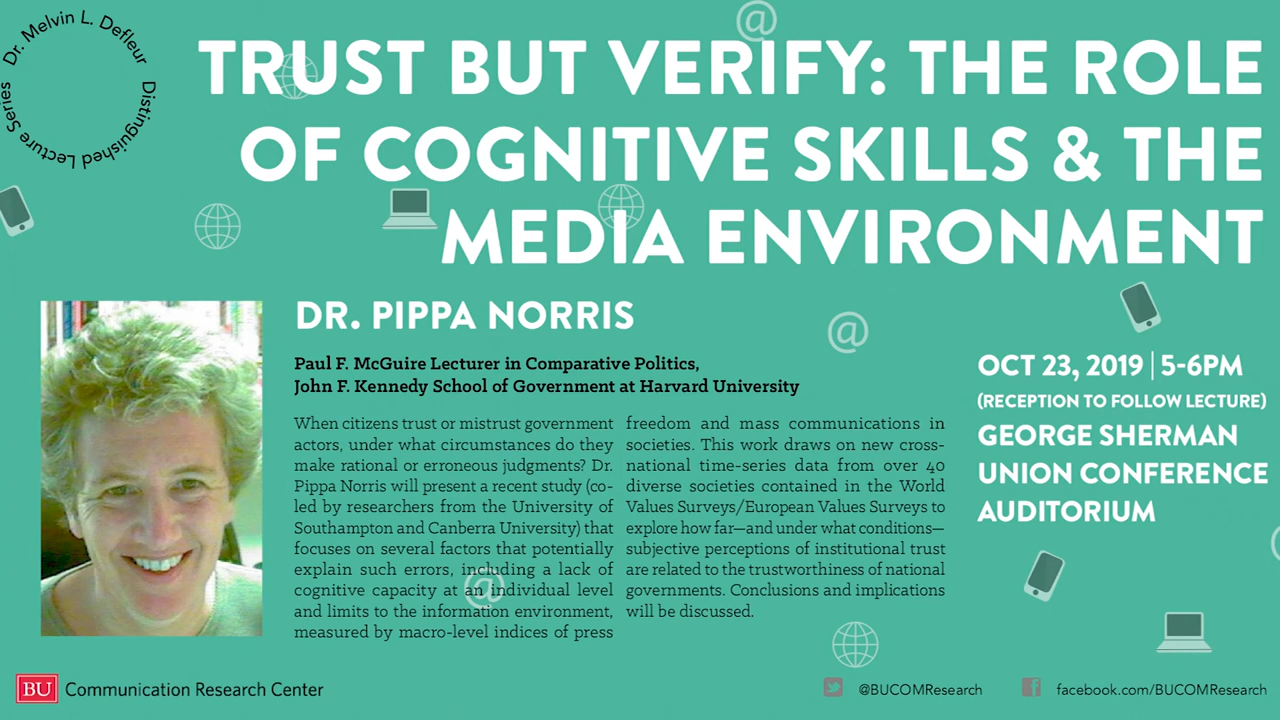 Dr. Melvin L. Defleur
Distinguished Lecture Series
TRUST BUT VERIFY: THE ROLE
OF COGNITIVE SKILLS & THE
MEDIA ENVIRONMENT
DR. PIPPA NORRIS
Paul F. McGuire Lecturer in Comparative Politics,
John F. Kennedy School of Government at Harvard University
When citizens trust or mistrust government
actors, under what circumstances do they
make rational or erroneous judgments? Dr.
Pippa Norris will present a recent study (co-
led by researchers from the University of
Southampton and Canberra University) that
focuses on several factors that potentially
explain such errors, including a lack of
cognitive capacity at an individual level
and limits to the information environment,
measured by macro-level indices of press
freedom and mass communications in
societies. This work draws on new cross-
national time-series data from over 40
diverse societies contained in the World
Values Surveys/European Values Surveys to
explore how far—and under what conditions—
subjective perceptions of institutional trust
are related to the trustworthiness of national
governments. Conclusions and implications
will be discussed.
OCT 23, 2019 | 5-6PM
(RECEPTION TO FOLLOW LECTURE)
GEORGE SHERMAN
UNION CONFERENCE
AUDITORIUM
BU Communication Research Center
@BUCOMResearch
facebook.com/BUCOMResearch